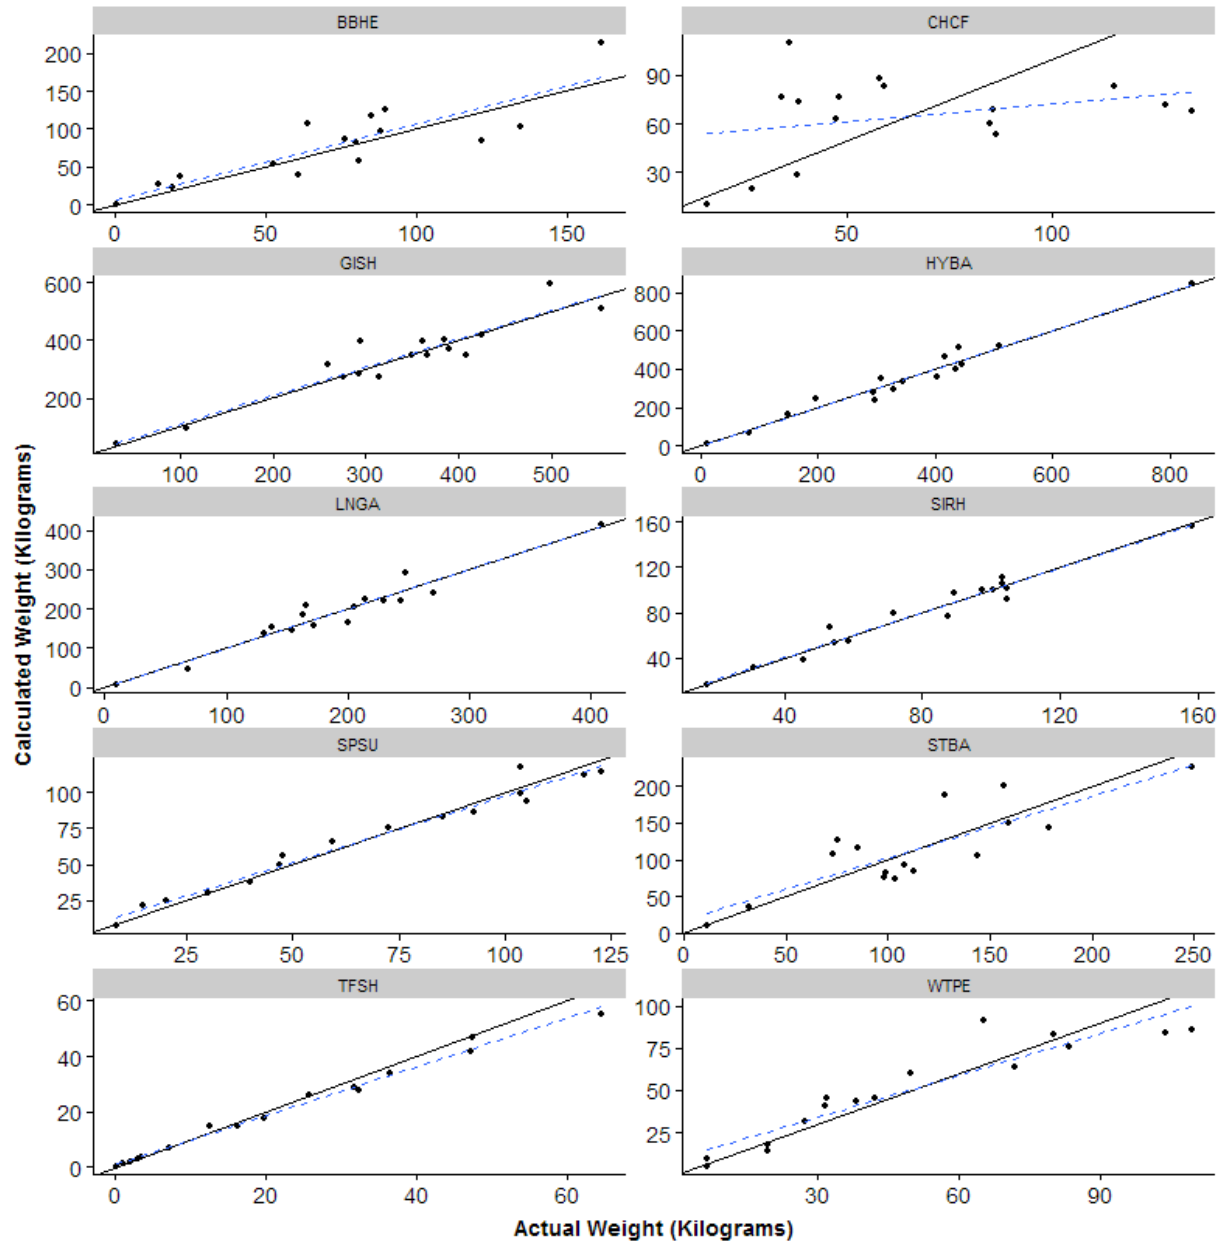 BBHE
CHCF
200
150
100
50
0
0 50 100 150
90
60
30
50 100
GISH
HYBA
600
400
200
100 200 300 400 500
800
600
400
200
0
0 200 400 600 800
LNGA
SIRH
400
300
200
100
0
0 100 200 300 400
160
120
80
40
40 80 120 160
SPSU
STBA
100
75
50
25
25 50 75 100 125
200
150
100
50
0
0 50 100 150 200 250
TFSH
WTPE
60
40
20
0
0 20 40 60
100
75
50
25
30 60 90
Calculated Weight (Kilograms)
Actual Weight (Kilograms)